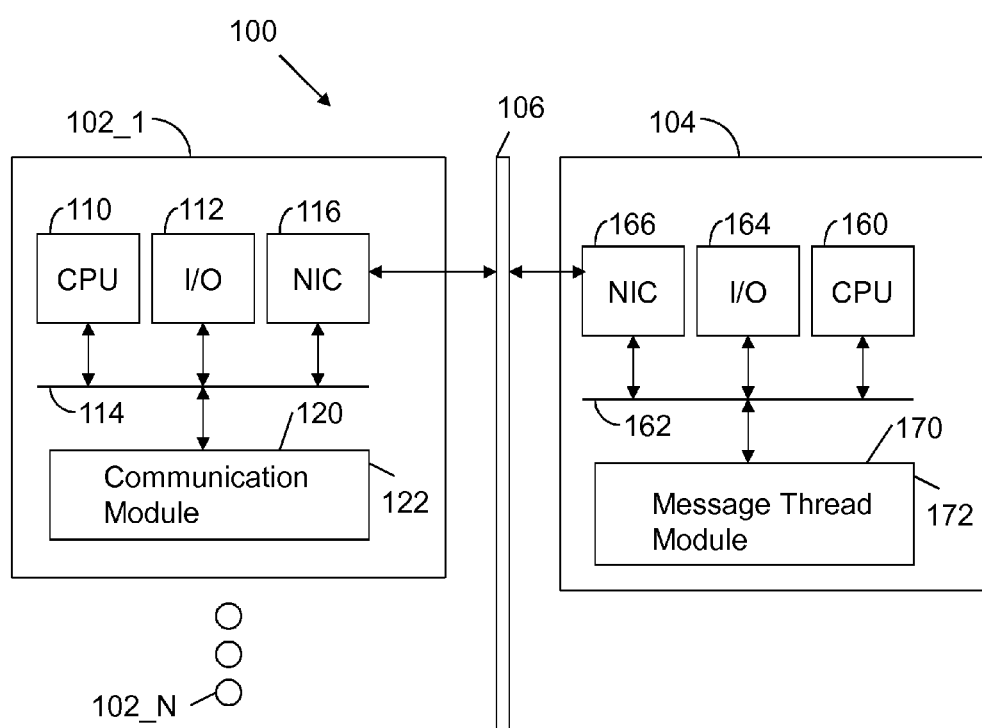 100
102_1
106
104
110
112
116
166
164
160
CPU
I/O
NIC
NIC
I/O
CPU
114
120
162
170
Communication
Module
122
Message Thread
Module
172
102_N